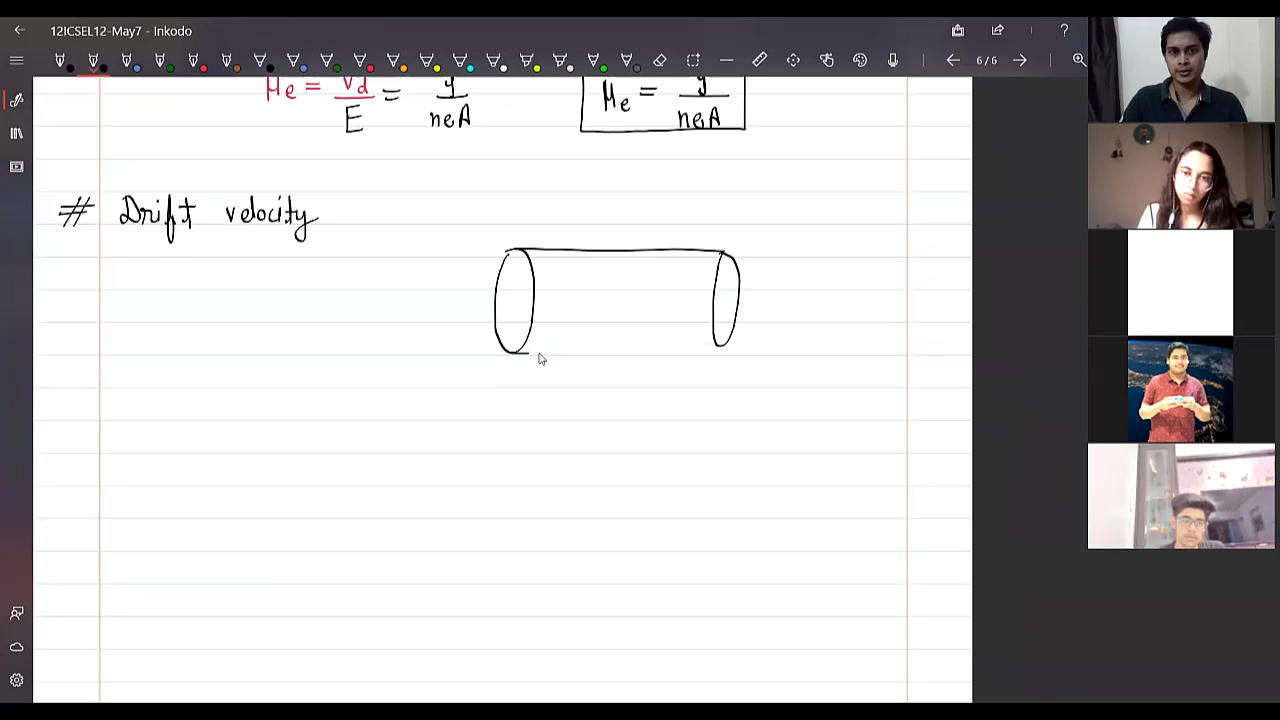 12ICSEL12-May7 - Inkodo
6/6
μe = vd/E = /neA
μe = /neA
# Drift velocity